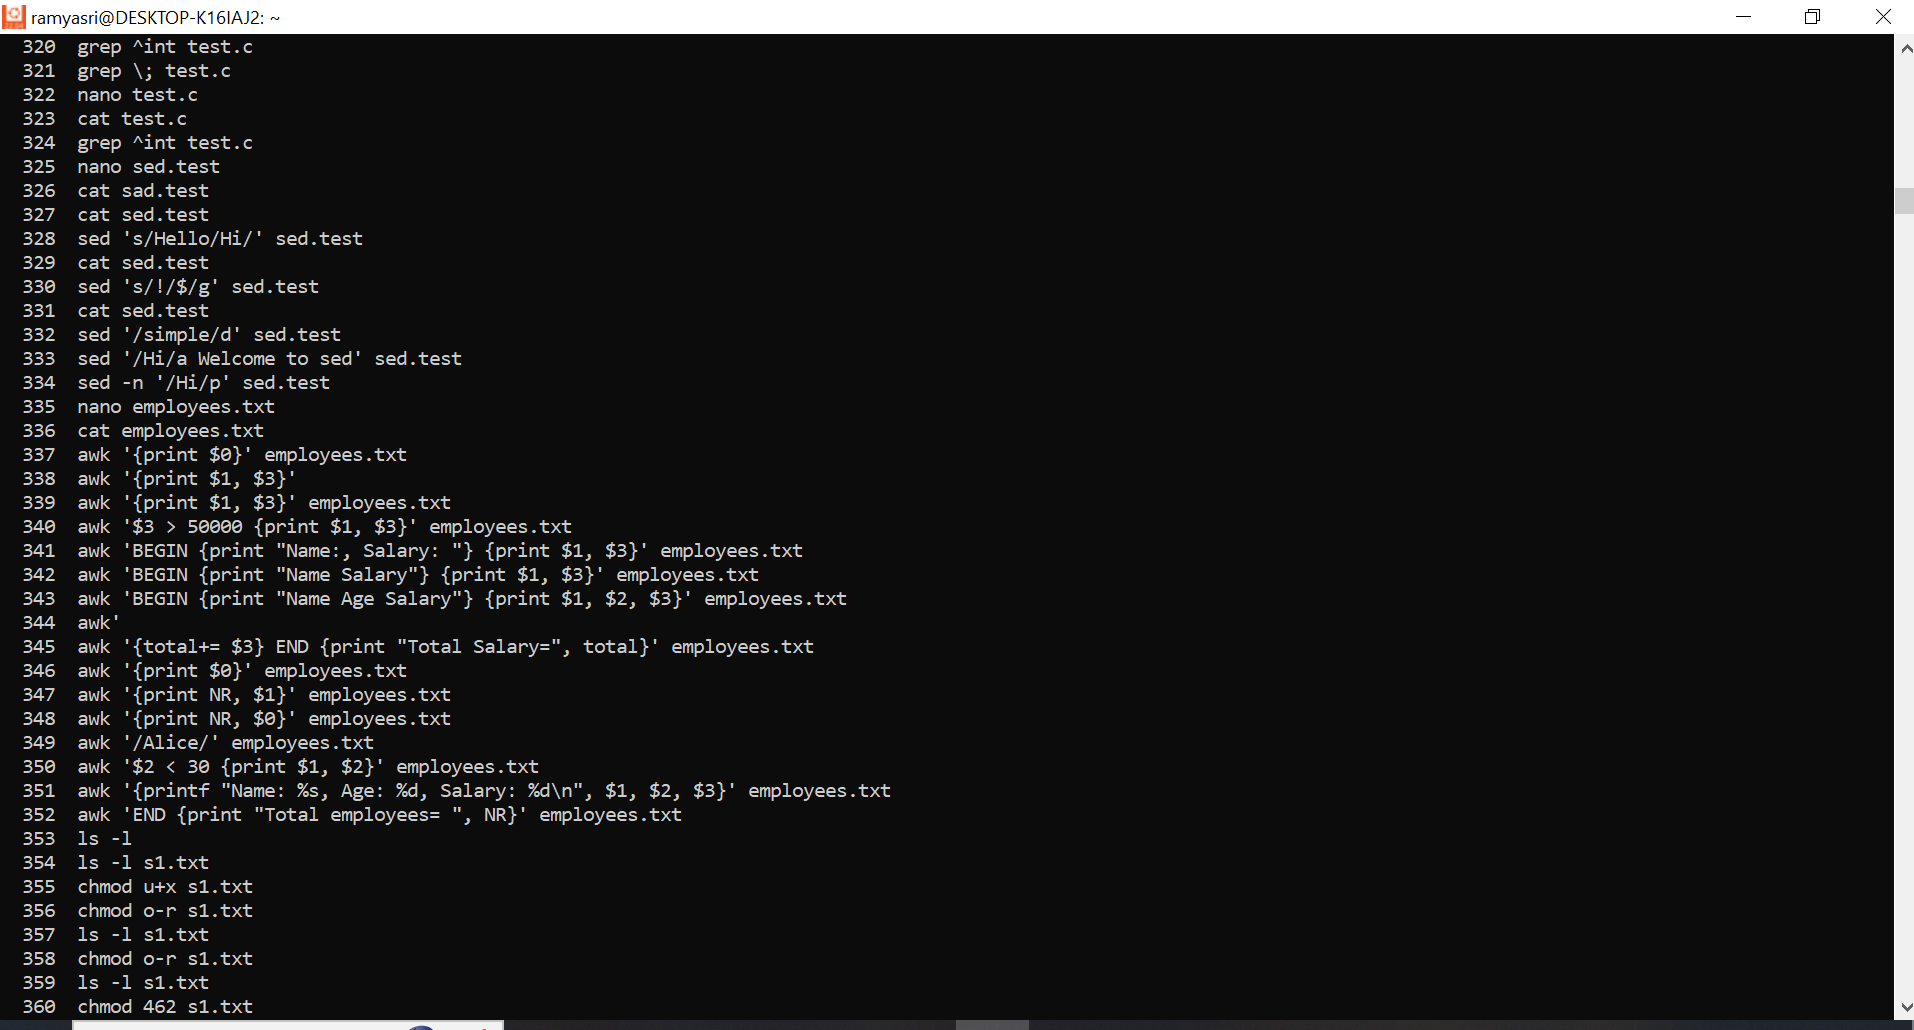 ramyasri@DESKTOP-K16IAJ2: ~
320 grep ^int test.c
321 grep \; test.c
322 nano test.c
323 cat test.c
324 grep ^int test.c
325 nano sed.test
326 cat sad.test
327 cat sed.test
328 sed 's/Hello/Hi/' sed.test
329 cat sed.test
330 sed 's/!/$/g' sed.test
331 cat sed.test
332 sed '/simple/d' sed.test
333 sed '/Hi/a Welcome to sed' sed.test
334 sed -n '/Hi/p' sed.test
335 nano employees.txt
336 cat employees.txt
337 awk '{print $0}' employees.txt
338 awk '{print $1, $3}'
339 awk '{print $1, $3}' employees.txt
340 awk '$3 > 50000 {print $1, $3}' employees.txt
341 awk 'BEGIN {print "Name:, Salary: "} {print $1, $3}' employees.txt
342 awk 'BEGIN {print "Name Salary"} {print $1, $3}' employees.txt
343 awk 'BEGIN {print "Name Age Salary"} {print $1, $2, $3}' employees.txt
344 awk'
345 awk '{total+= $3} END {print "Total Salary=", total}' employees.txt
346 awk '{print $0}' employees.txt
347 awk '{print NR, $1}' employees.txt
348 awk '{print NR, $0}' employees.txt
349 awk '/Alice/' employees.txt
350 awk '$2 < 30 {print $1, $2}' employees.txt
351 awk '{printf "Name: %s, Age: %d, Salary: %d\n", $1, $2, $3}' employees.txt
352 awk 'END {print "Total employees= ", NR}' employees.txt
353 ls -l
354 ls -l s1.txt
355 chmod u+x s1.txt
356 chmod o-r s1.txt
357 ls -l s1.txt
358 chmod o-r s1.txt
359 ls -l s1.txt
360 chmod 462 s1.txt